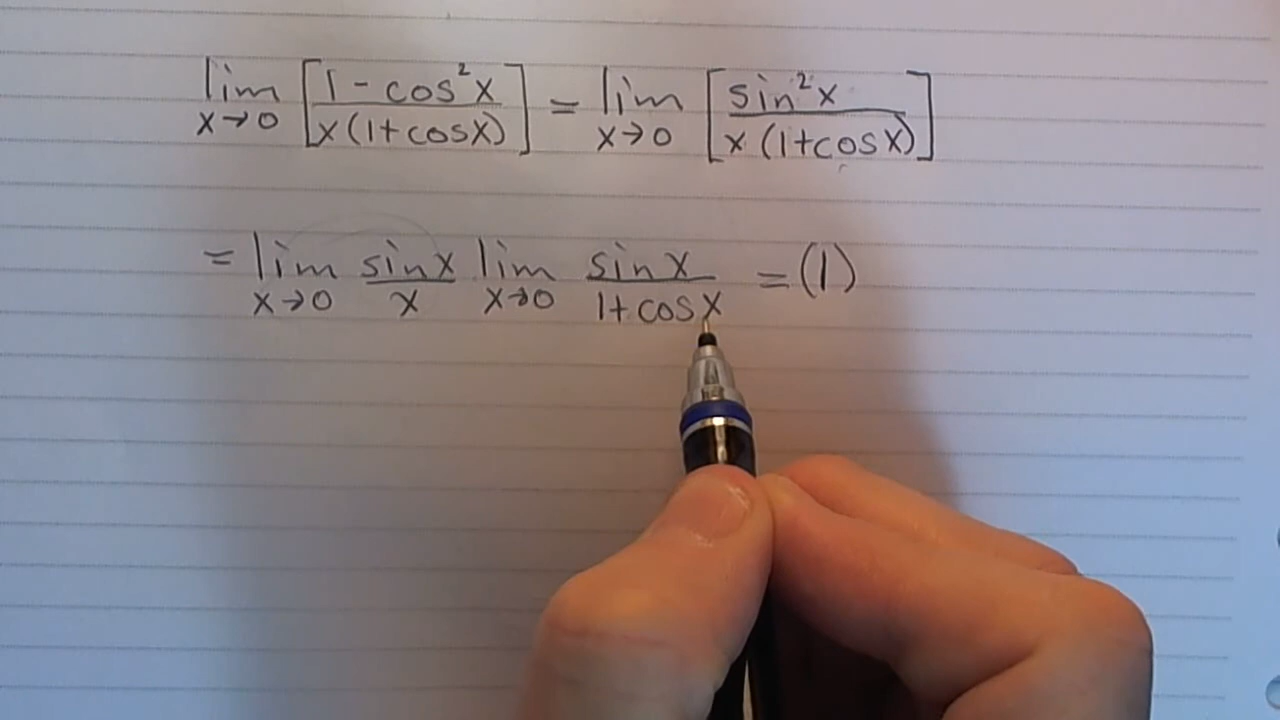 lim x→0 [1 - cos²x / x(1+cosx)] = lim x→0 [sin²x / x(1+cosx)]
= lim x→0 sinx / x lim x→0 sinx / 1+cosx = (1)